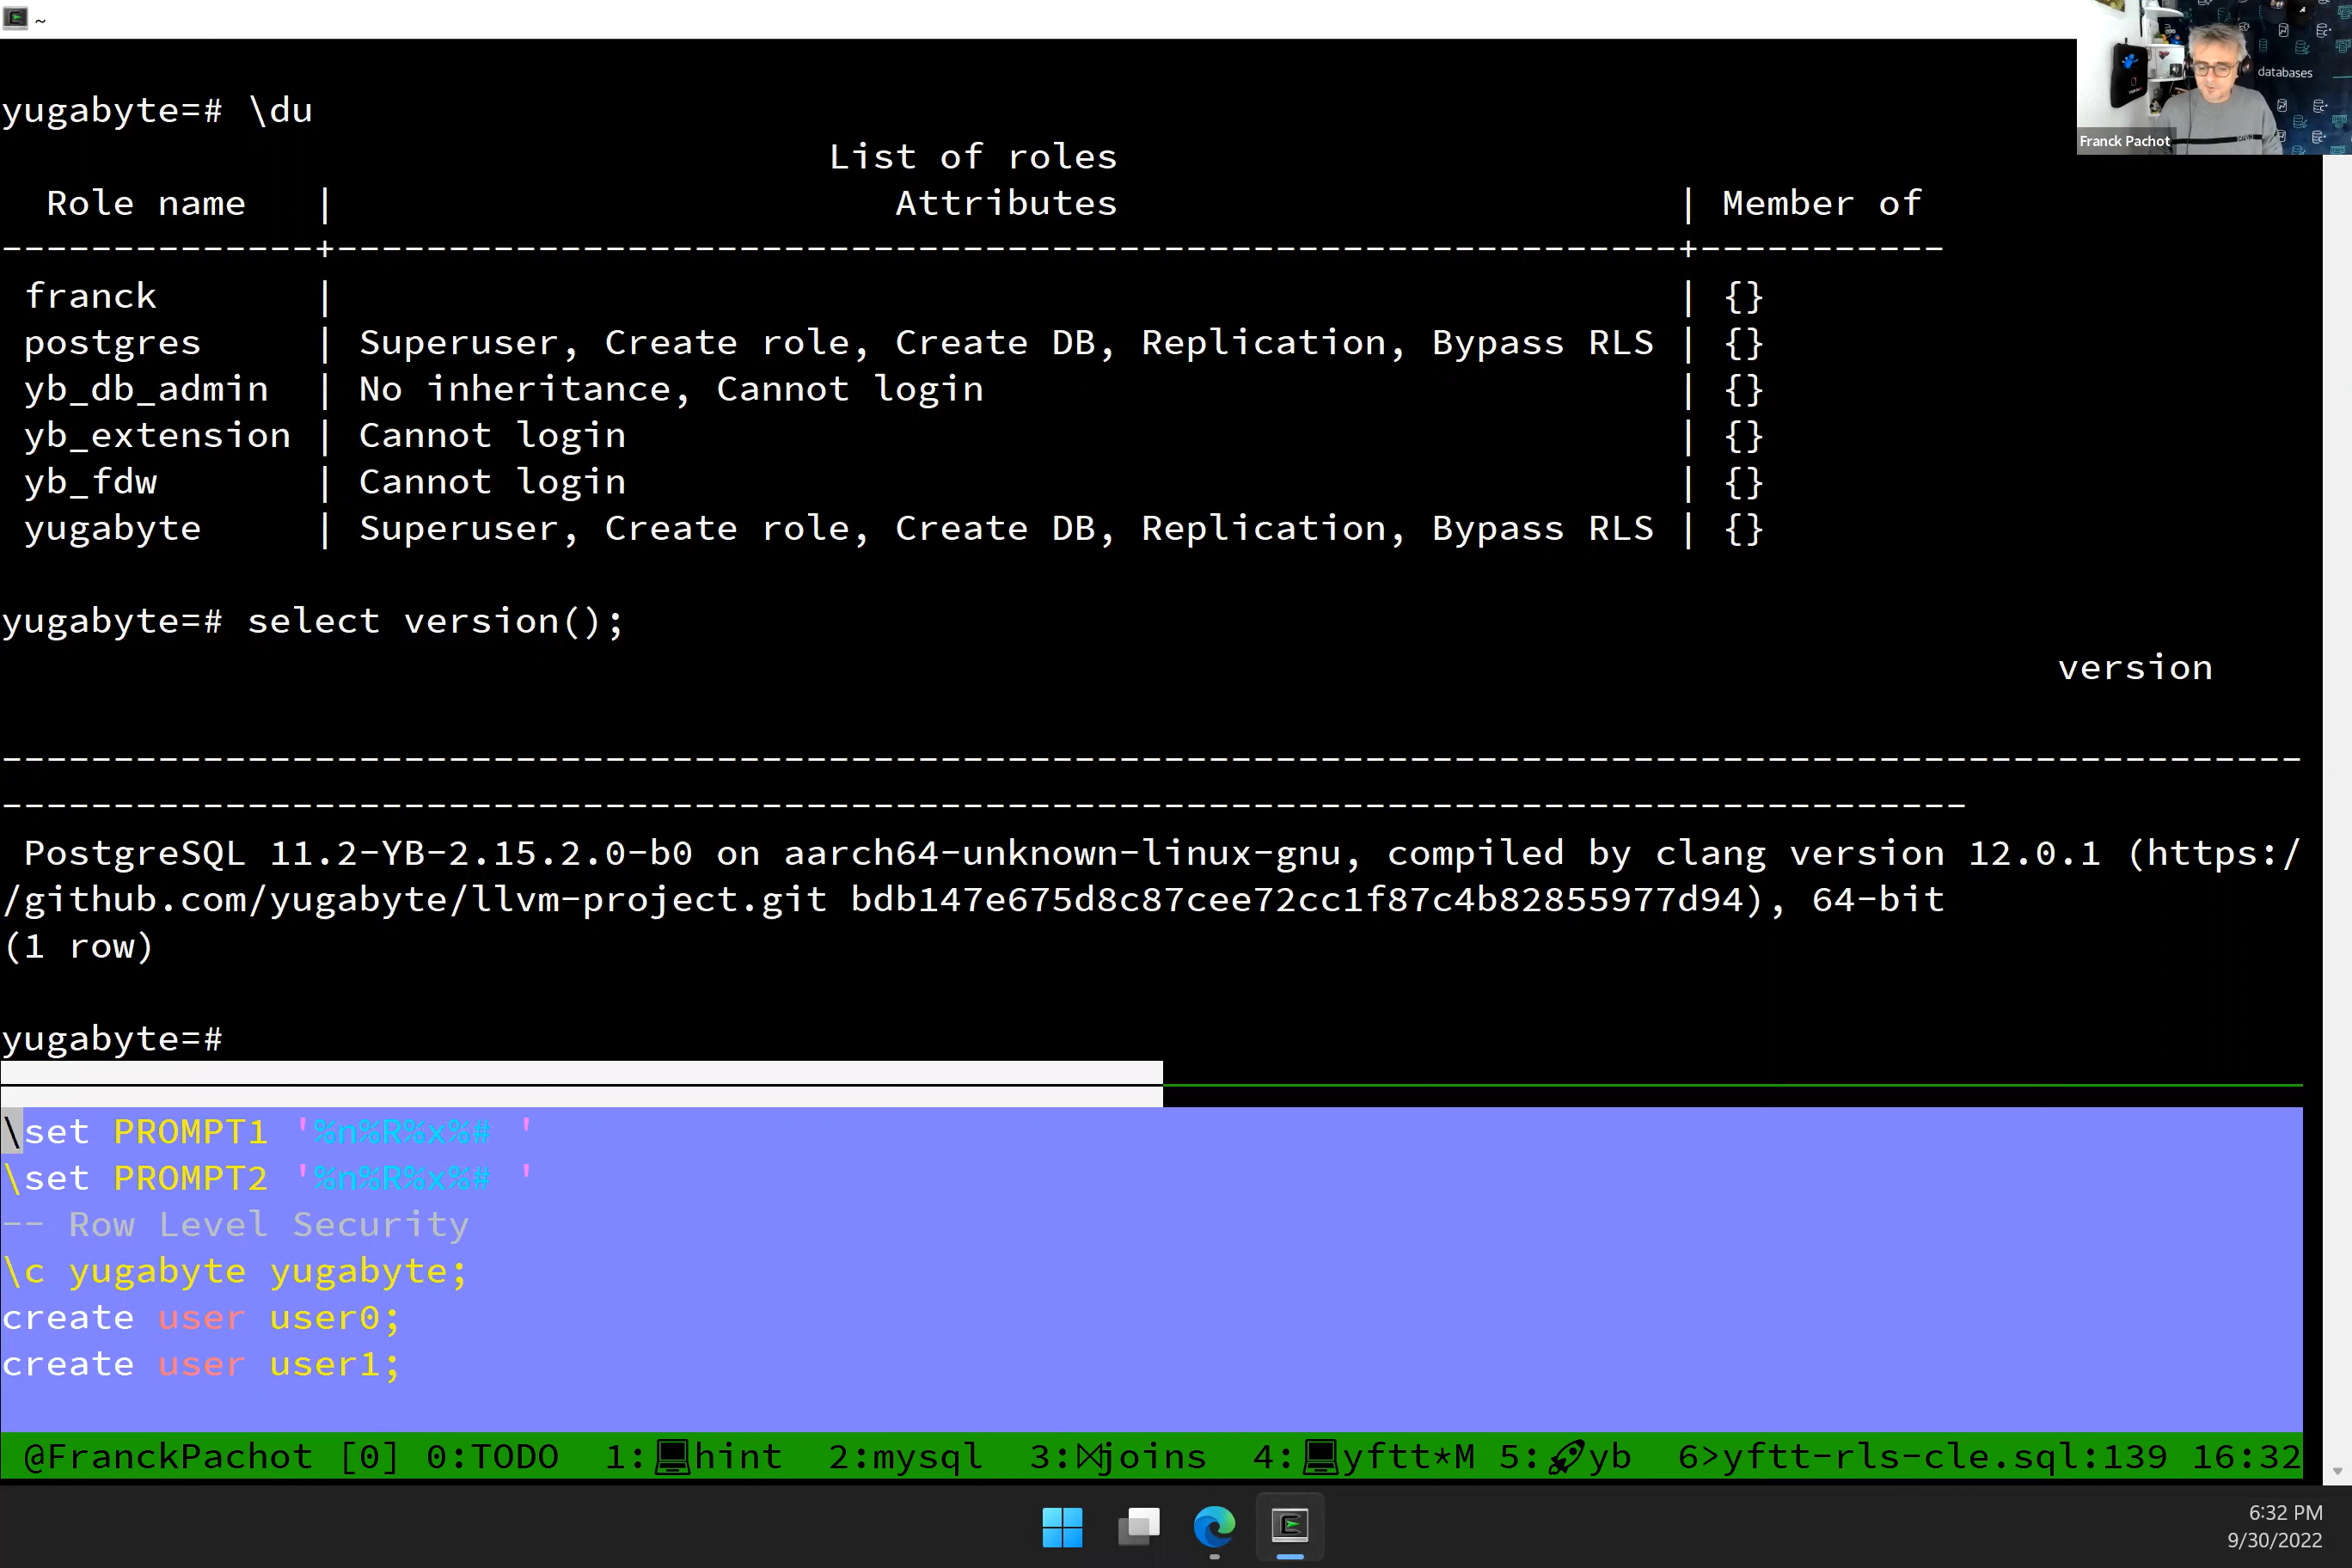 ~
databases
Franck Pachot
yugabyte=# \du
List of roles
Role name | Attributes | Member of
--------------+------------------------------------------------------------+-----------
franck | | {}
postgres | Superuser, Create role, Create DB, Replication, Bypass RLS | {}
yb_db_admin | No inheritance, Cannot login | {}
yb_extension | Cannot login | {}
yb_fdw | Cannot login | {}
yugabyte | Superuser, Create role, Create DB, Replication, Bypass RLS | {}
yugabyte=# select version();
version
-------------------------------------------------------------------------------------------------------
----------------------------------------------------------------------------------------
PostgreSQL 11.2-YB-2.15.2.0-b0 on aarch64-unknown-linux-gnu, compiled by clang version 12.0.1 (https:/
/github.com/yugabyte/llvm-project.git bdb147e675d8c87cee72cc1f87c4b82855977d94), 64-bit
(1 row)
yugabyte=#
\set PROMPT1 '%n%R%x%# '
\set PROMPT2 '%n%R%x%# '
-- Row Level Security
\c yugabyte yugabyte;
create user user0;
create user user1;
@FranckPachot [0] 0:TODO 1:💻hint 2:mysql 3:⋈joins 4:💻yftt*M 5:🚀yb 6>yftt-rls-cle.sql:139 16:32
6:32 PM
9/30/2022